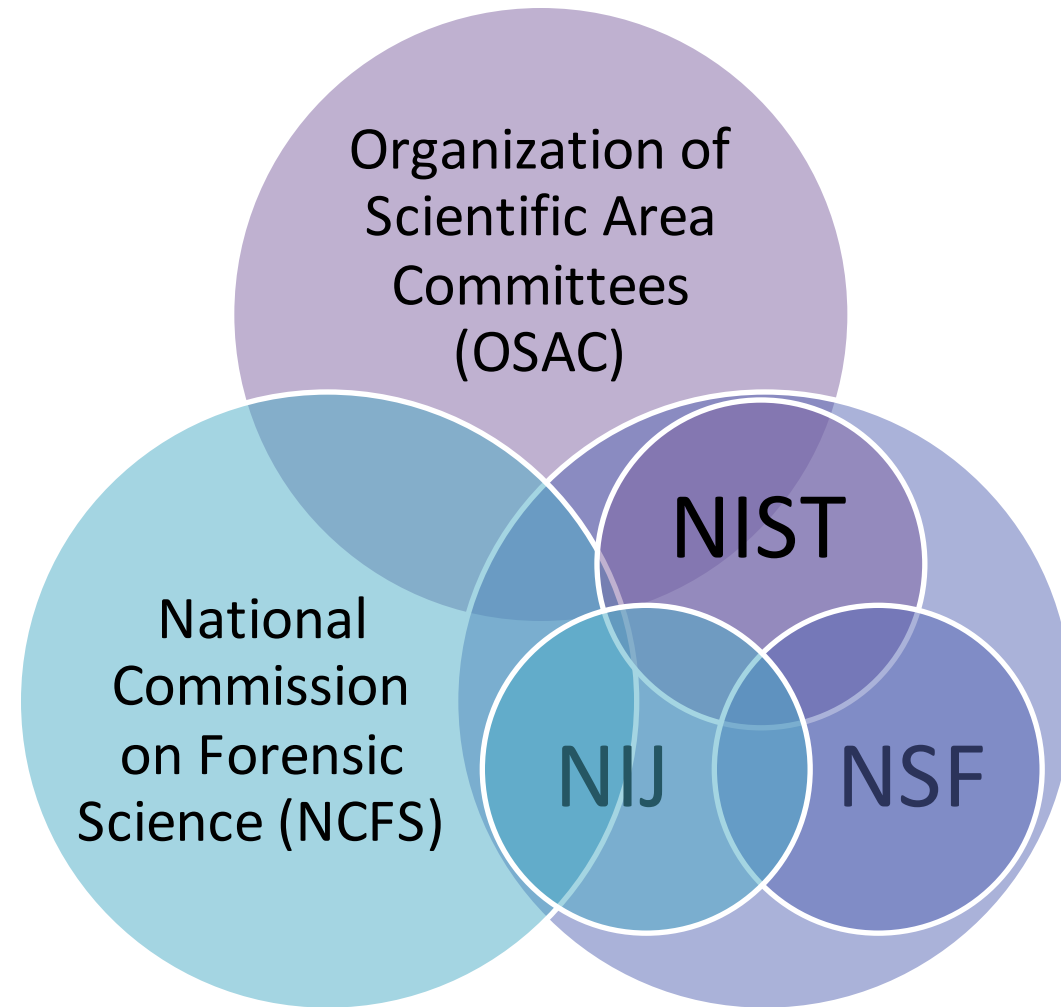 Organization of
Scientific Area
Committees
(OSAC)
NIST
National
Commission
on Forensic
Science (NCFS)
NIJ
NSF